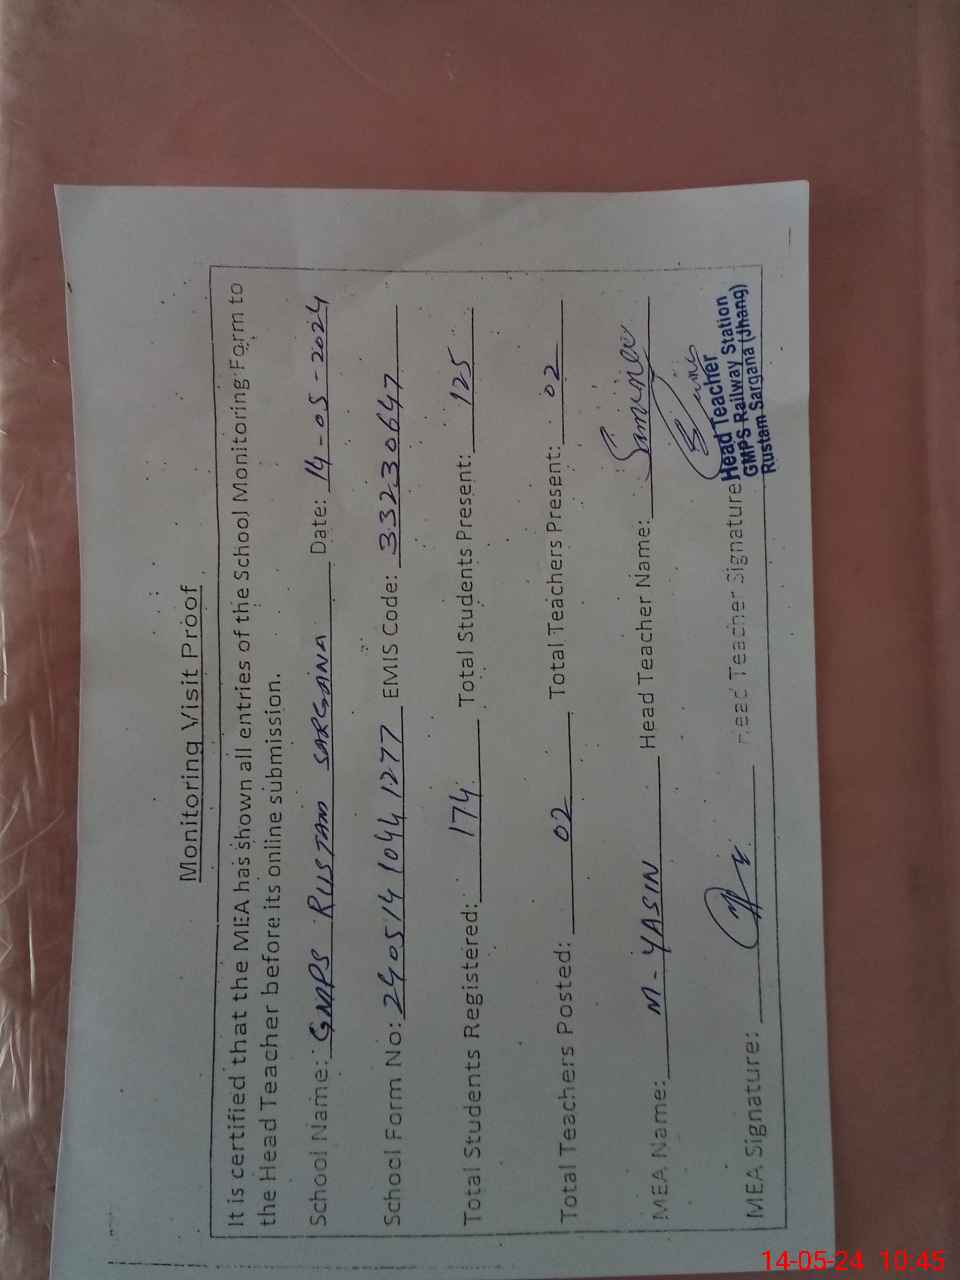 Monitoring Visit Proof
It is certified that the MEA has shown all entries of the School Monitoring Form to
the Head Teacher before its online submission.
School Name: GMPS RUSTAM SARGANA Date: 14-05-2024
School Form No: 240514 1044 1277 EMIS Code: 33230647
Total Students Registered: 174 Total Students Present: 125
Total Teachers Posted: 02 Total Teachers Present: 02
MEA Name: M-YASIN Head Teacher Name:
MEA Signature: Head Teacher Signature
Head Teacher
GMPS Railway Station
Rustam Sargana (Jhang)
14-05-24 10:45